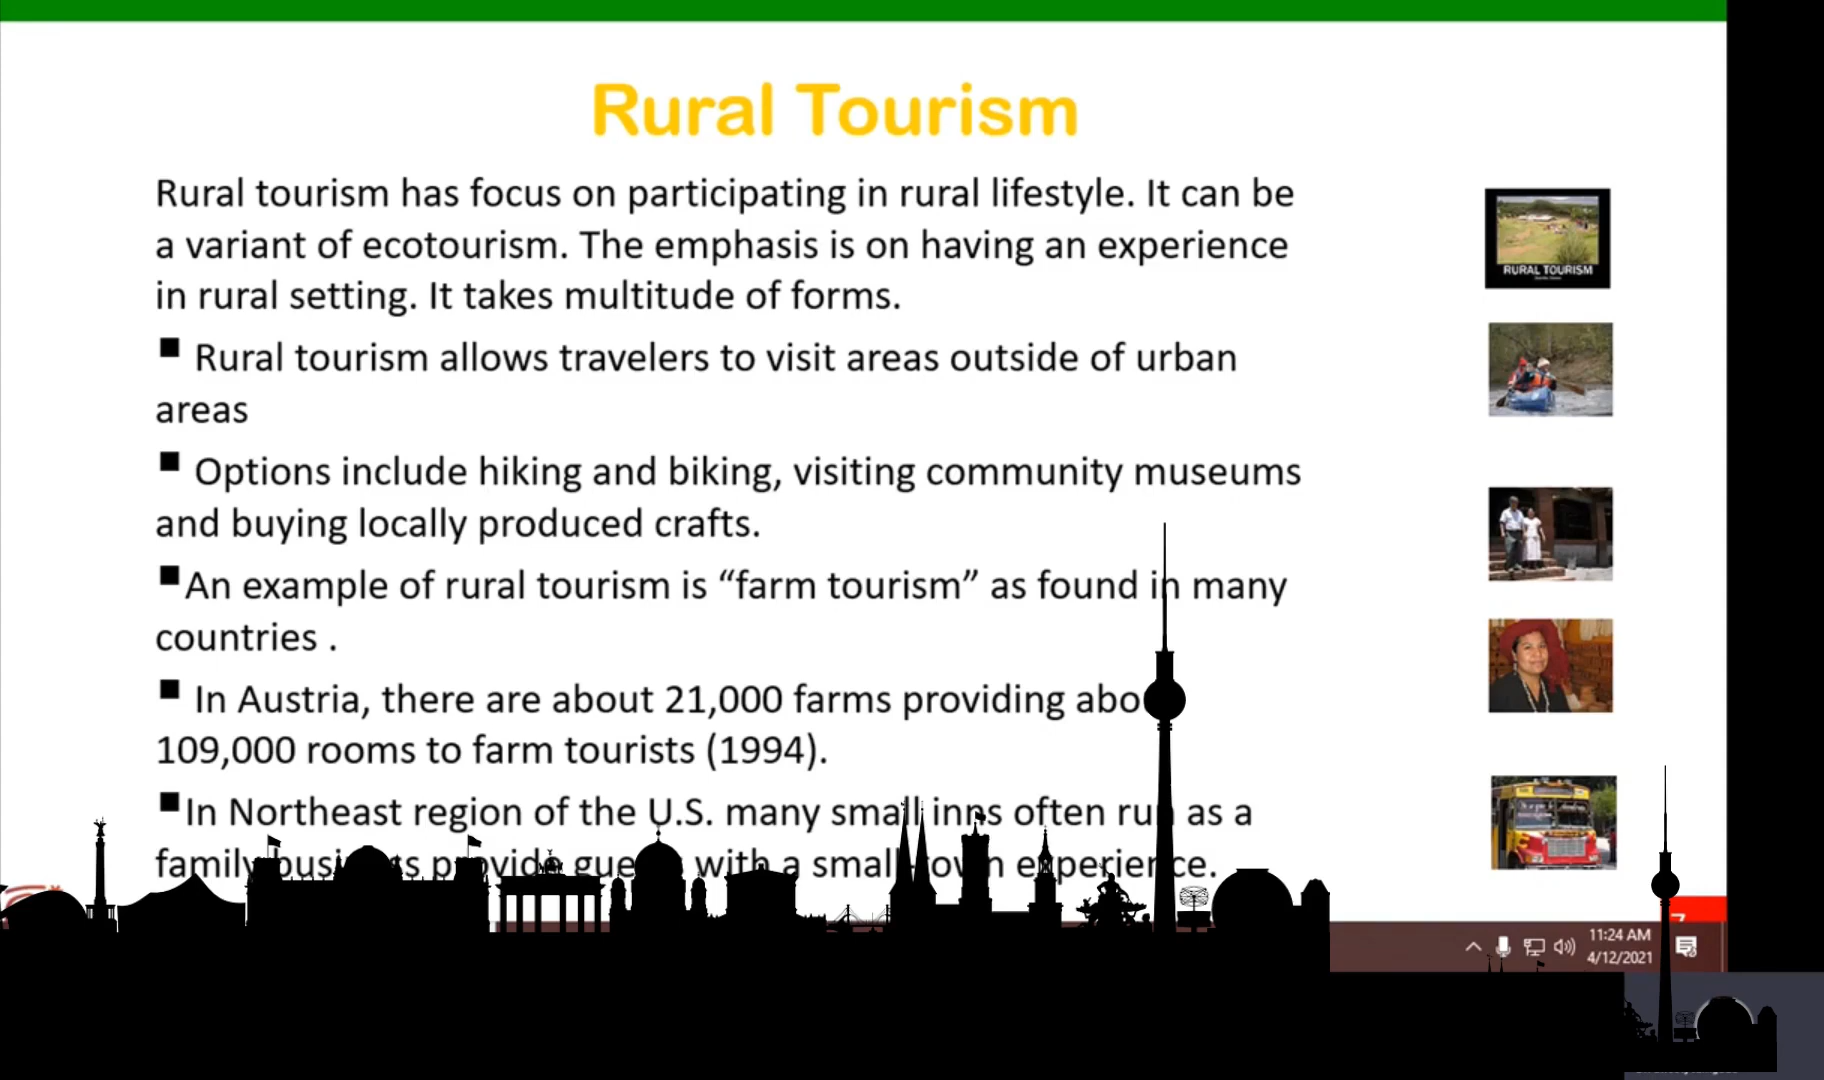 Rural Tourism
Rural tourism has focus on participating in rural lifestyle. It can be
a variant of ecotourism. The emphasis is on having an experience
in rural setting. It takes multitude of forms.
■ Rural tourism allows travelers to visit areas outside of urban
areas
■ Options include hiking and biking, visiting community museums
and buying locally produced crafts.
■An example of rural tourism is “farm tourism” as found in many
countries .
■ In Austria, there are about 21,000 farms providing
109,000 rooms to farm tourists (1994).
■In Northeast region of the U.S. many small inns often run as a
family provide with a small experience.
RURAL TOURISM
11:24 AM
4/12/2021